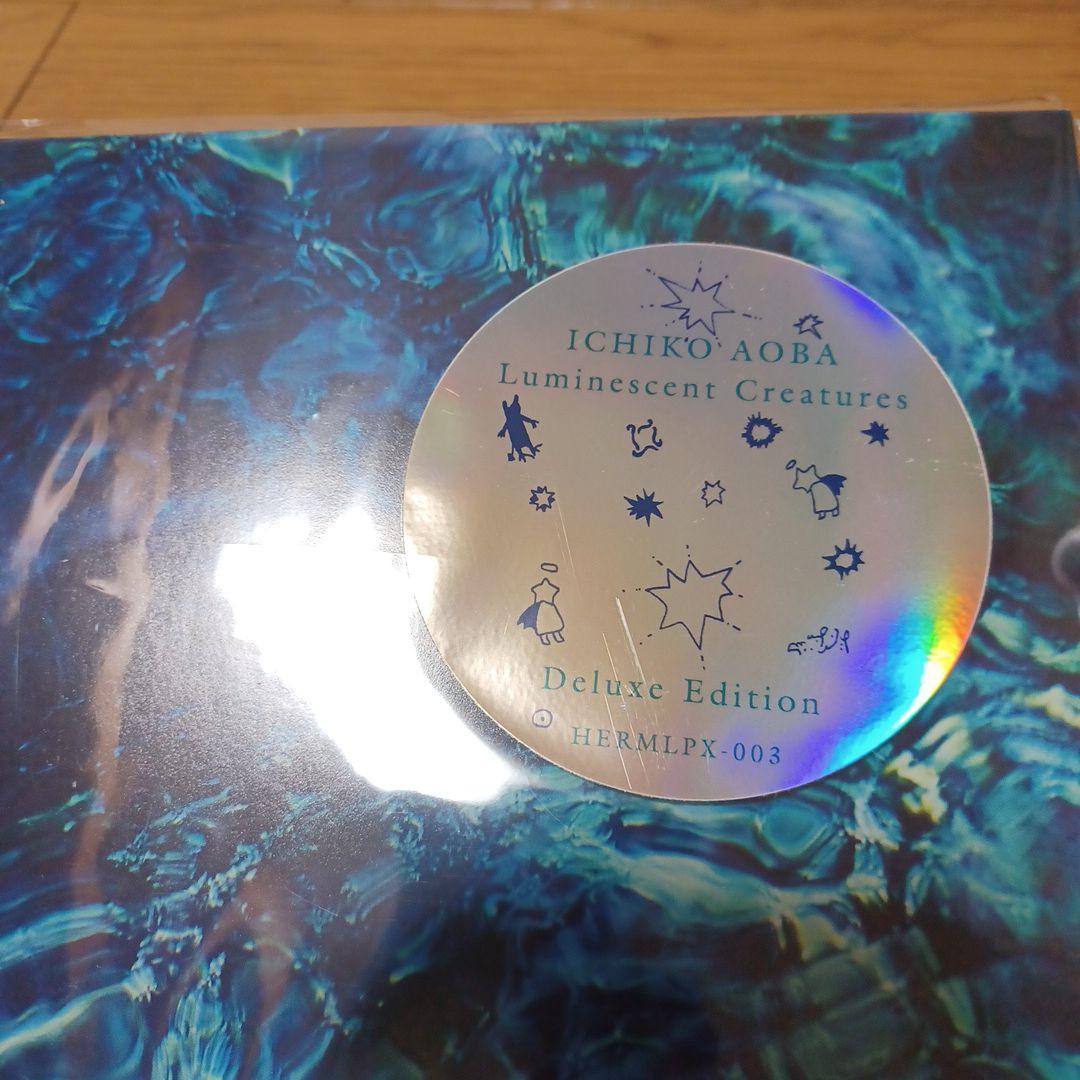 ICHIKO AOBA
Luminescent Creatures
Deluxe Edition
HERMLPX-003